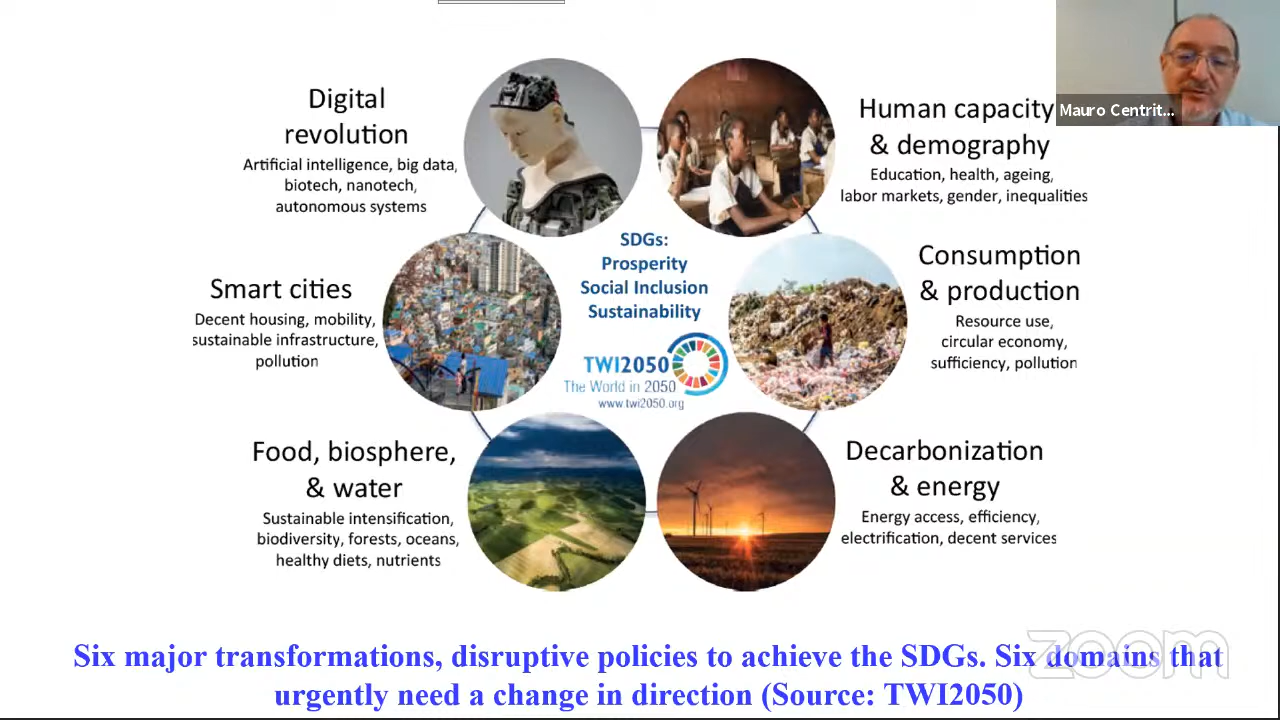 Mauro Centrit...
Digital
revolution
Artificial intelligence, big data,
biotech, nanotech,
autonomous systems
Human capacity
& demography
Education, health, ageing,
labor markets, gender, inequalities
SDGs:
Prosperity
Social Inclusion
Sustainability
TWI2050
The World in 2050
www.twi2050.org
Smart cities
Decent housing, mobility,
sustainable infrastructure,
pollution
Consumption
& production
Resource use,
circular economy,
sufficiency, pollution
Food, biosphere,
& water
Sustainable intensification,
biodiversity, forests, oceans,
healthy diets, nutrients
Decarbonization
& energy
Energy access, efficiency,
electrification, decent services
zoom
Six major transformations, disruptive policies to achieve the SDGs. Six domains that
urgently need a change in direction (Source: TWI2050)